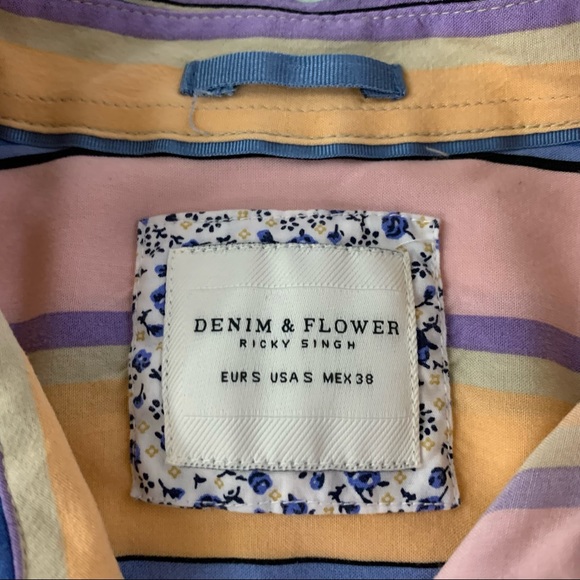 DENIM & FLOWER
RICKY SINGH
EUR S USA S MEX 38